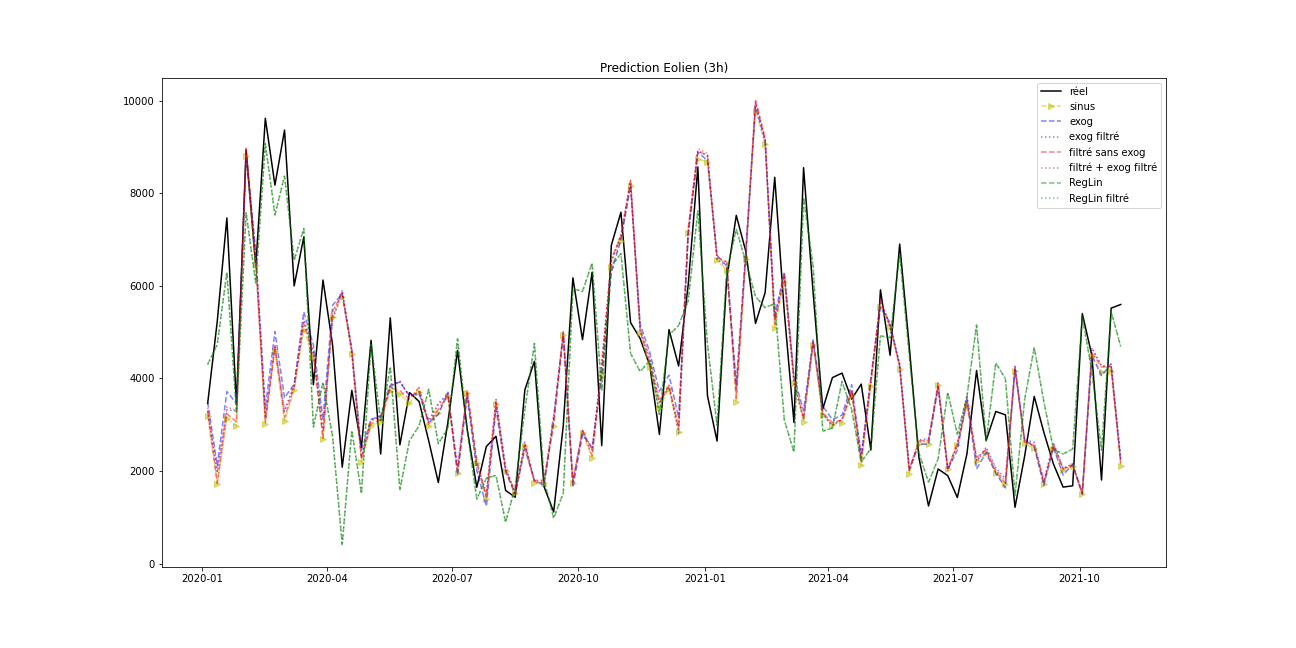 Prediction Eolien (3h)
10000
8000
6000
4000
2000
0
réel
sinus
exog
exog filtré
filtré sans exog
filtré + exog filtré
RegLin
RegLin filtré
2020-01
2020-04
2020-07
2020-10
2021-01
2021-04
2021-07
2021-10